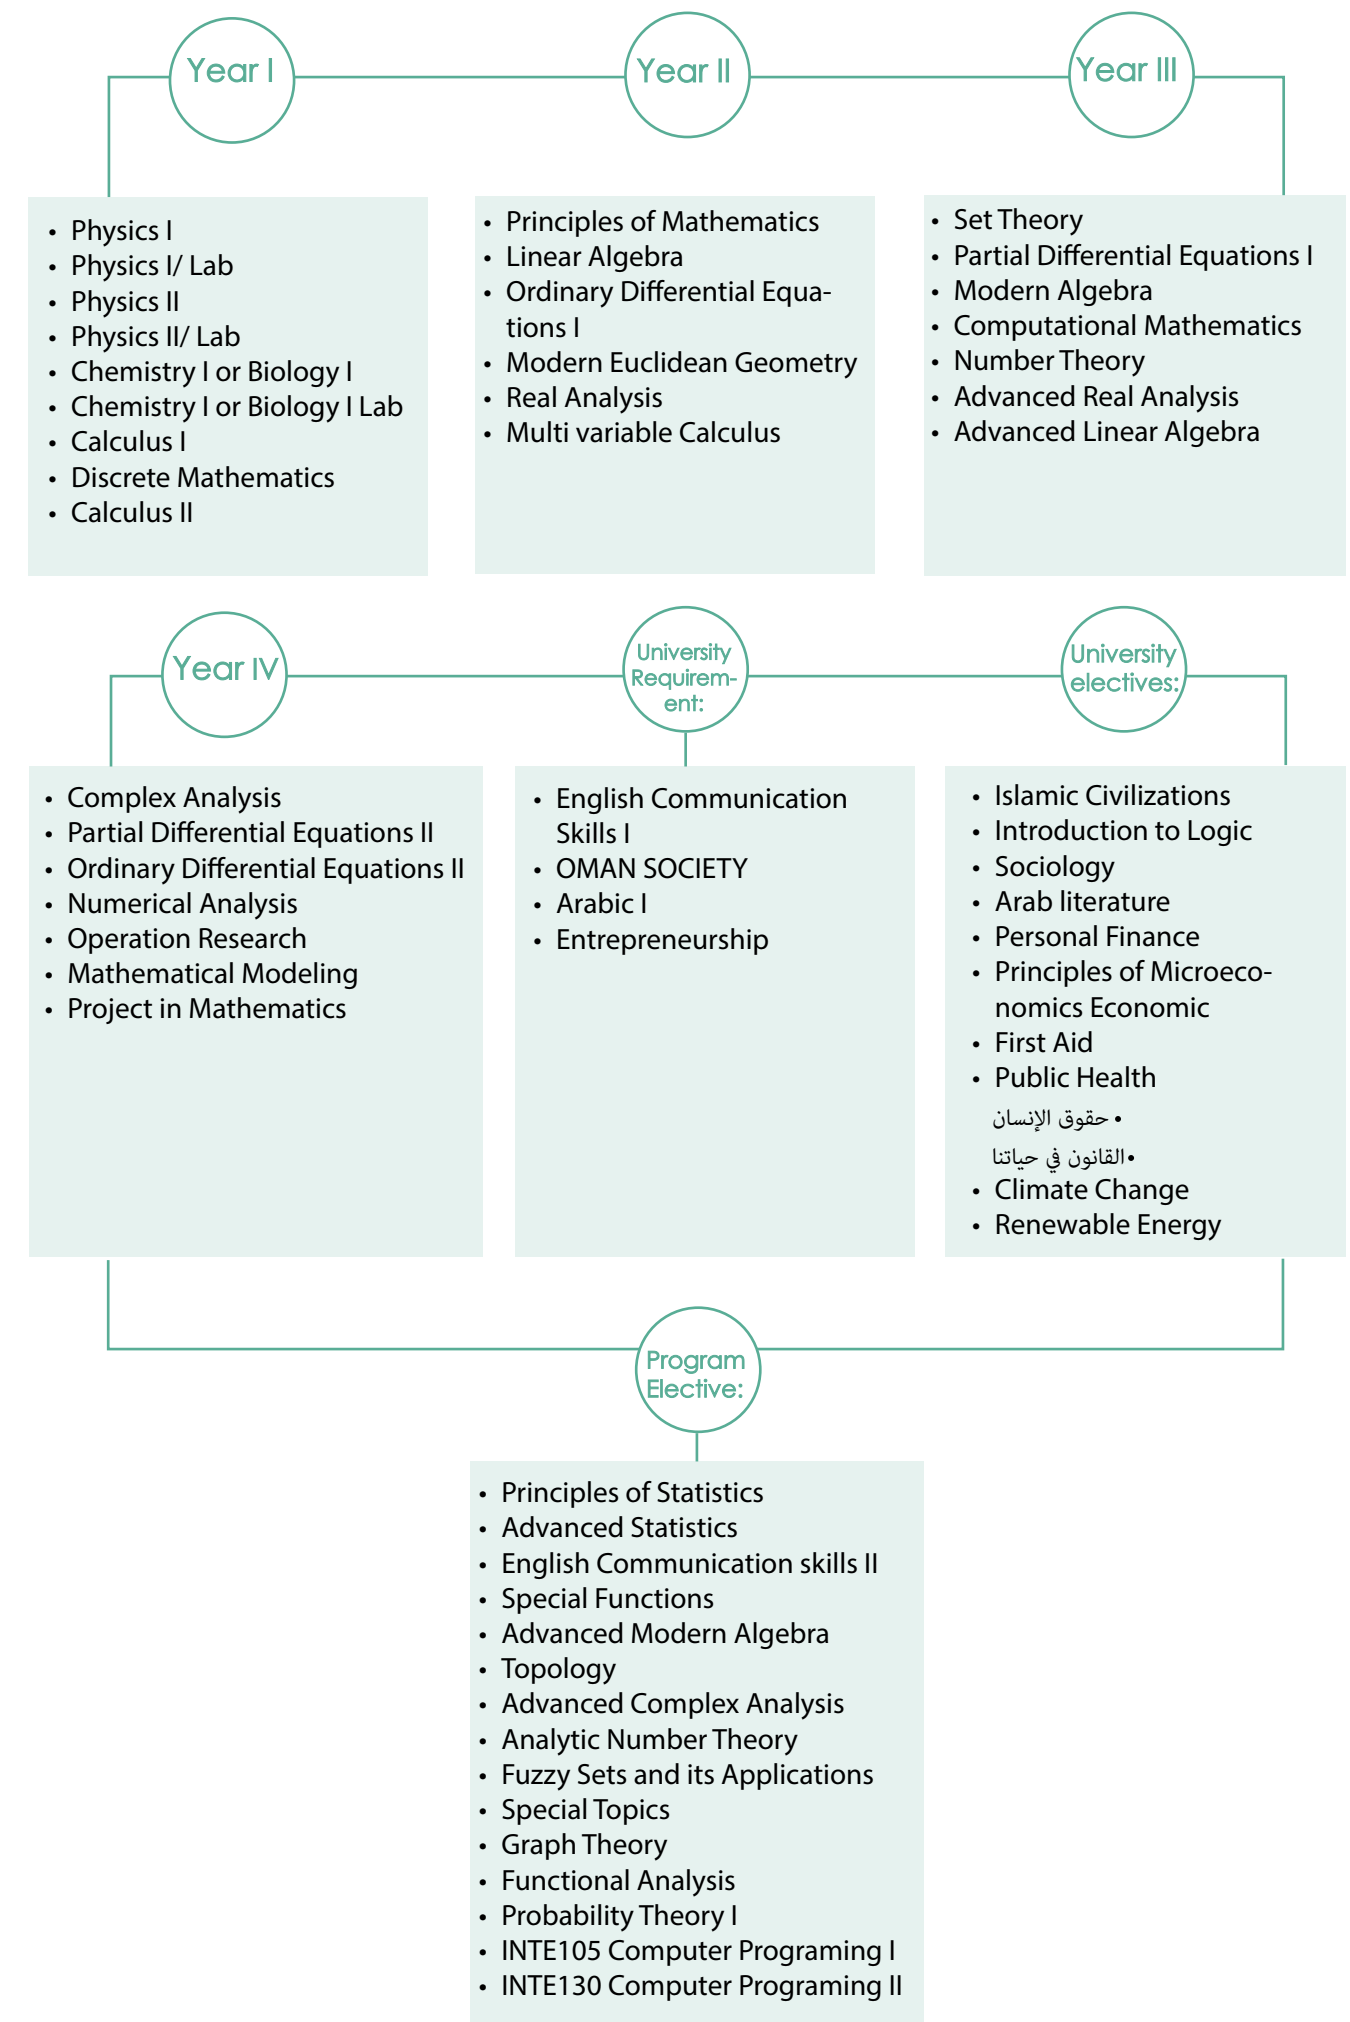 Year I
• Physics I
• Physics I/ Lab
• Physics II
• Physics II/ Lab
• Chemistry I or Biology I
• Chemistry I or Biology I Lab
• Calculus I
• Discrete Mathematics
• Calculus II
Year II
• Principles of Mathematics
• Linear Algebra
• Ordinary Differential Equa-
tions I
• Modern Euclidean Geometry
• Real Analysis
• Multi variable Calculus
Year III
• Set Theory
• Partial Differential Equations I
• Modern Algebra
• Computational Mathematics
• Number Theory
• Advanced Real Analysis
• Advanced Linear Algebra
Year IV
• Complex Analysis
• Partial Differential Equations II
• Ordinary Differential Equations II
• Numerical Analysis
• Operation Research
• Mathematical Modeling
• Project in Mathematics
University
Requirem-
ent:
• English Communication
Skills I
• OMAN SOCIETY
• Arabic I
• Entrepreneurship
University
electives:
• Islamic Civilizations
• Introduction to Logic
• Sociology
• Arab literature
• Personal Finance
• Principles of Microeco-
nomics Economic
• First Aid
• Public Health
• حقوق الإنسان
• القانون في حياتنا
• Climate Change
• Renewable Energy
Program
Elective:
• Principles of Statistics
• Advanced Statistics
• English Communication skills II
• Special Functions
• Advanced Modern Algebra
• Topology
• Advanced Complex Analysis
• Analytic Number Theory
• Fuzzy Sets and its Applications
• Special Topics
• Graph Theory
• Functional Analysis
• Probability Theory I
• INTE105 Computer Programing I
• INTE130 Computer Programing II